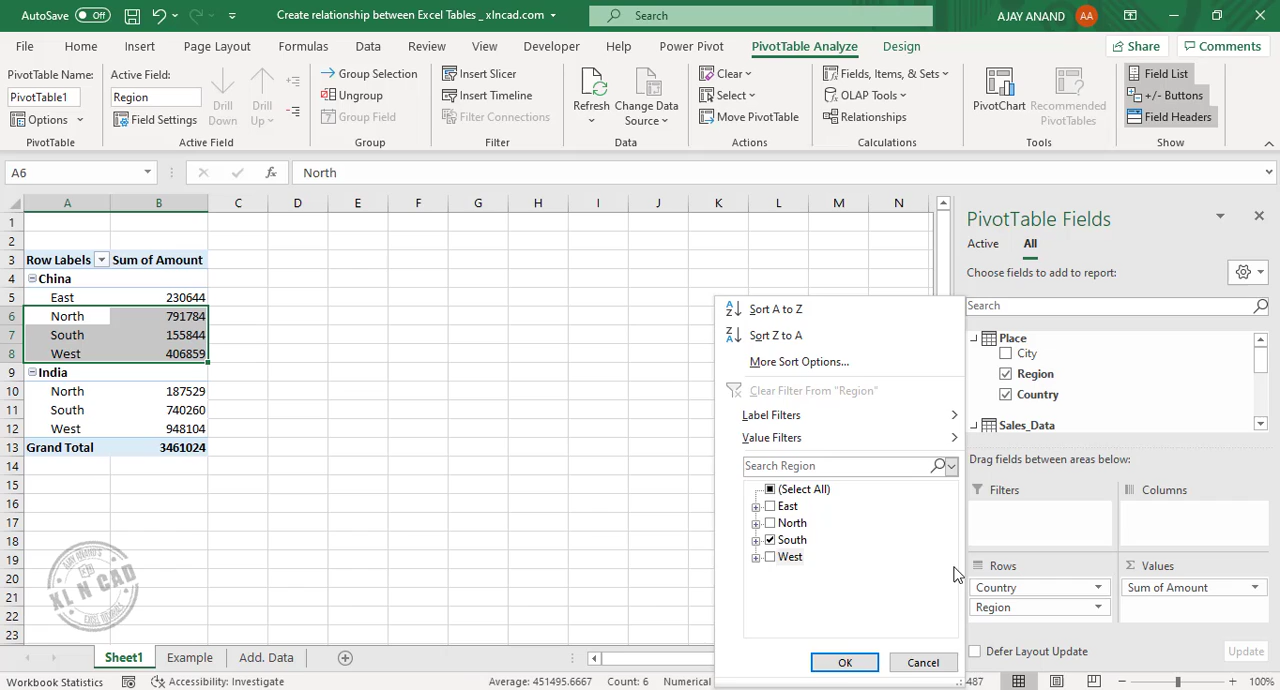 AutoSave Off Create relationship between Excel Tables _ xlncad.com Search AJAY ANAND AA
File Home Insert Page Layout Formulas Data Review View Developer Help Power Pivot PivotTable Analyze Design Share Comments
PivotTable Name:
PivotTable1
Options
PivotTable
Active Field:
Region
Field Settings
Drill Down
Drill Up
Active Field
Group Selection
Ungroup
Group Field
Group
Insert Slicer
Insert Timeline
Filter Connections
Filter
Refresh
Change Data Source
Data
Clear
Select
Move PivotTable
Actions
Fields, Items, & Sets
OLAP Tools
Relationships
Calculations
PivotChart
Recommended PivotTables
Tools
Field List
+/- Buttons
Field Headers
Show
A6 fx North
A B C D E F G H I J K L M N
1
2
3 Row Labels Sum of Amount
4 China
5 East 230644
6 North 791784
7 South 155844
8 West 406859
9 India
10 North 187529
11 South 740260
12 West 948104
13 Grand Total 3461024
14
15
16
17
18
19
20
21
22
23
AJAY ANAND'S
XL N CAD
Sort A to Z
Sort Z to A
More Sort Options...
Clear Filter From "Region"
Label Filters
Value Filters
Search Region
(Select All)
East
North
South
West
OK Cancel
PivotTable Fields
Active All
Choose fields to add to report:
Search
Place
City
Region
Country
Sales_Data
Drag fields between areas below:
Filters
Columns
Rows
Country
Region
Values
Sum of Amount
Defer Layout Update Update
Sheet1 Example Add. Data
Workbook Statistics Accessibility: Investigate Average: 451495.6667 Count: 6 Numerical 487 100%